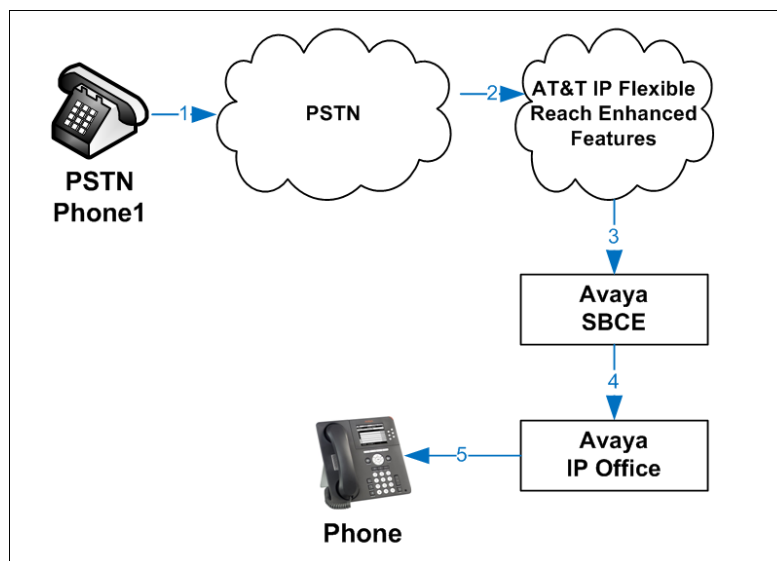 PSTN
Phone1
1
PSTN
2
AT&T IP Flexible
Reach Enhanced
Features
3
Avaya
SBCE
4
Avaya
IP Office
5
Phone